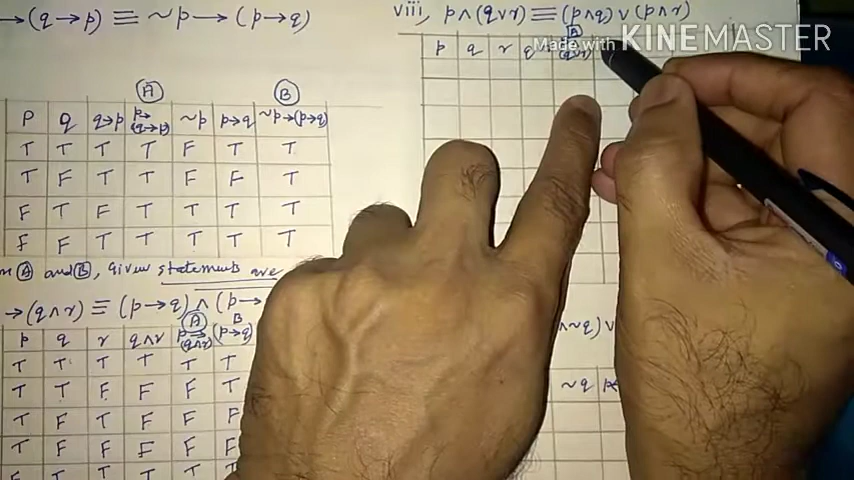 →(q→p) ≡ ~p→(p→q)
Ⓐ Ⓑ
P q q→p p→(q→p) ~p p→q ~p→(p→q)
T T T T F T T
T F T T F F T
F T F T T T T
F F T T T T T
m Ⓐ and Ⓑ, given statements are
→(q∧r) ≡ (p→q) ∧ (p→
Ⓐ B
p q r q∧r p→(q∧r) (p→q)
T T T T T T
T T F F F T
T F T F F F
T F F F F F
viii, p∧(q∨r) ≡ (p∧q) ∨ (p∧r)
A
p q r q
Made with KINEMASTER
∧~q) ∨
~q